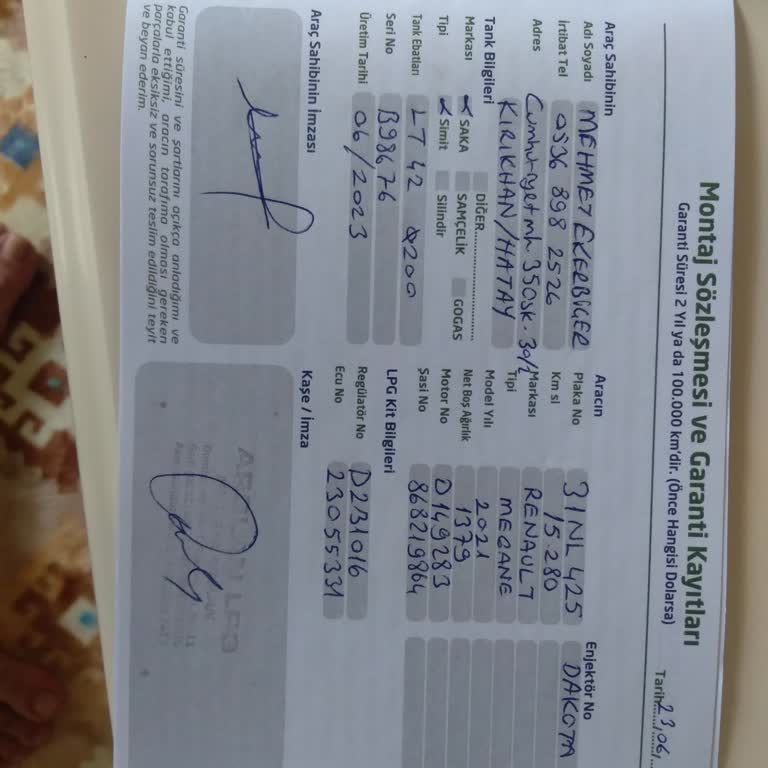 Montaj Sözleşmesi ve Garanti Kayıtları
Garanti Süresi 2 Yıl ya da 100.000 km'dir. (Önce Hangisi Dolarsa)
Tarih 23,06,
Araç Sahibinin
Adı Soyadı MEHMET EKERBİÇER
İrtibat Tel 0536 898 2526
Adres Cumhuriyet mh. 350sk. 30/2
KIRIKHAN/HATAY
Tank Bilgileri DİĞER
Markası SAKA SAMÇELİK GOGAS
Tipi Simit Silindir
Tank Ebatları LT 42 Φ200
Seri No B98676
Üretim Tarihi 06/2023
Aracın
Plaka No 31NL 425
Km si 15.280
Markası RENAULT
Tipi MEGANE
Model Yılı 2021
Net Boş Ağırlık 1379
Motor No D149283
Şasi No 868219864
LPG Kit Bilgileri
Regülatör No D231016
Ecu No 23055331
Enjektör No
DAKOTA
Araç Sahibinin İmzası
Kaşe / İmza
Garanti süresini ve şartlarını açıkça anladığımı ve
kabul ettiğimi, aracın tarafıma olması gereken
parçalarla eksiksiz ve sorunsuz teslim edildiğini teyit
ve beyan ederim.